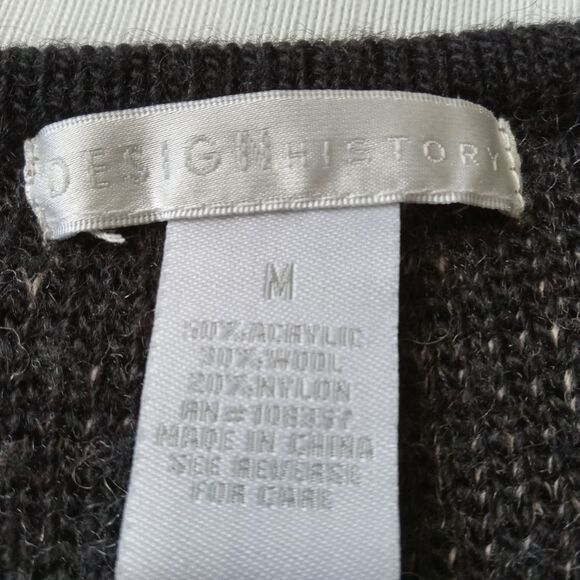 DESIGN HISTORY
M
50% ACRYLIC
30% WOOL
20% NYLON
MADE IN CHINA
SEE REVERSE
FOR CARE